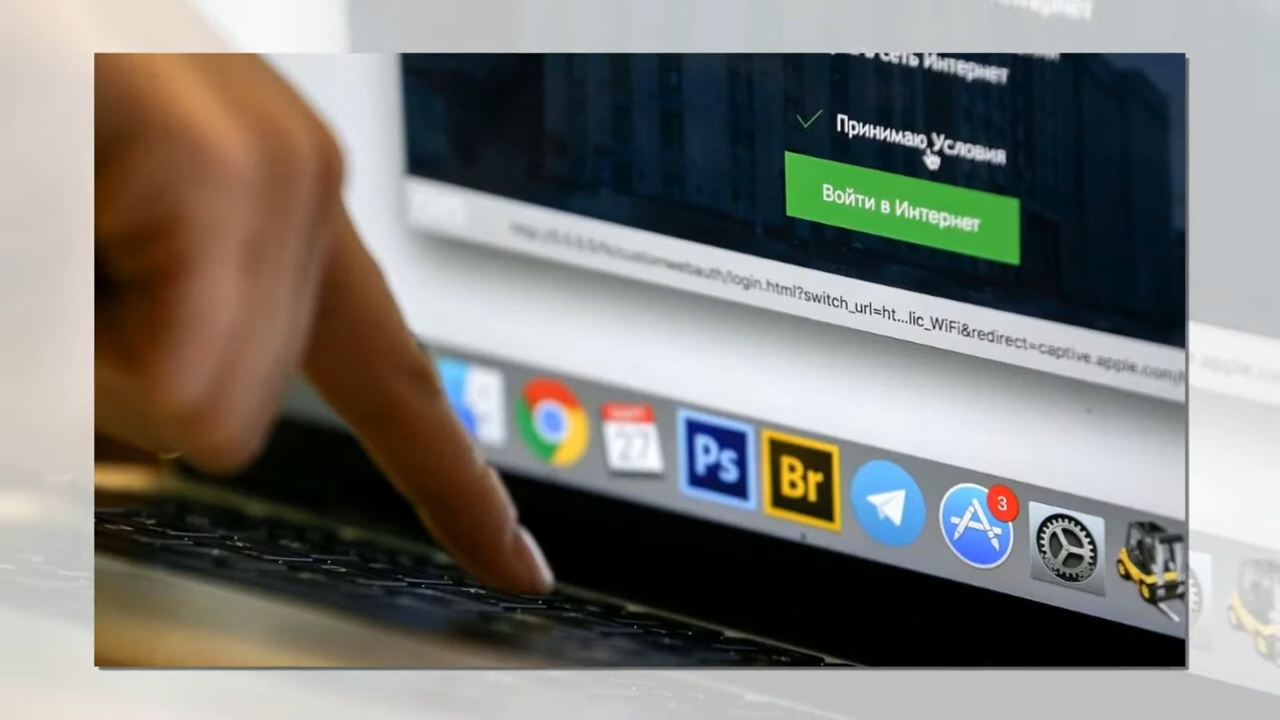 сеть Интернет
Принимаю Условия
Войти в Интернет
login.html?switch_url=ht...lic_WiFi&redirect=captive.apple.com
27
Ps
Br
3